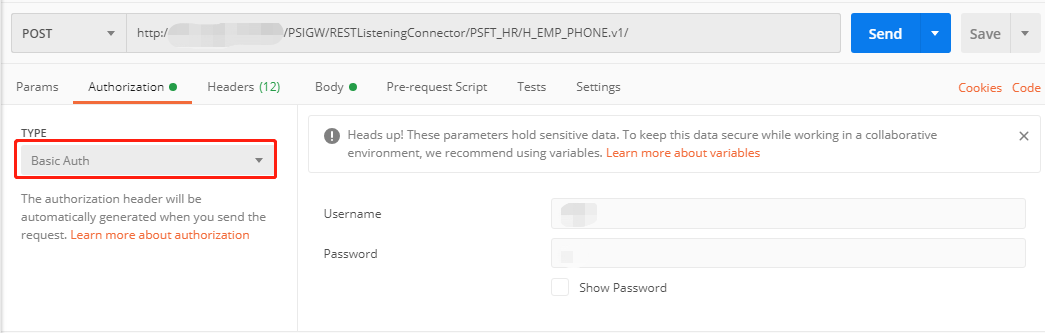 POST
http:/ /PSIGW/RESTListeningConnector/PSFT_HR/H_EMP_PHONE.v1/
Send
Save
Params
Authorization
Headers (12)
Body
Pre-request Script
Tests
Settings
Cookies
Code
TYPE
Basic Auth
The authorization header will be
automatically generated when you send the
request. Learn more about authorization
Heads up! These parameters hold sensitive data. To keep this data secure while working in a collaborative
environment, we recommend using variables. Learn more about variables
Username
Password
Show Password